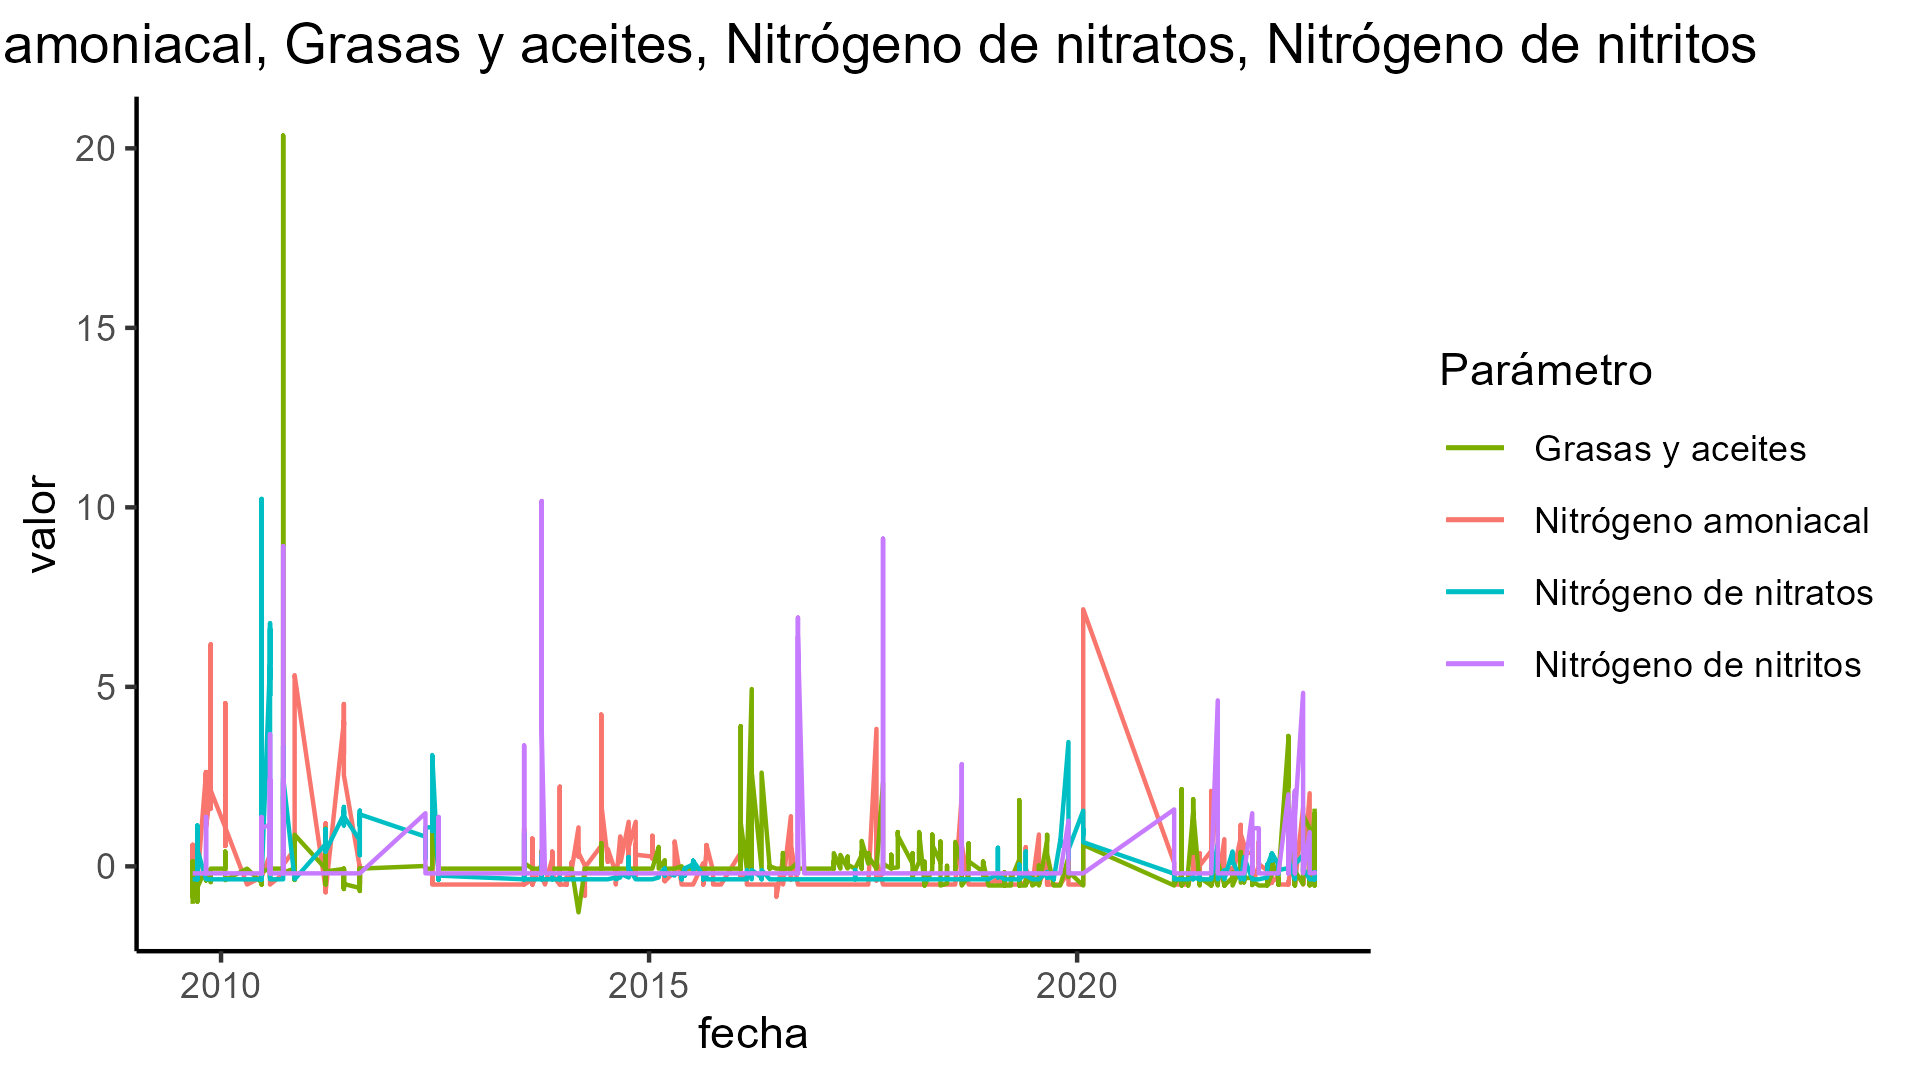 amoniacal, Grasas y aceites, Nitrógeno de nitratos, Nitrógeno de nitritos
20
15
10
5
0
valor
2010
2015
2020
fecha
Parámetro
Grasas y aceites
Nitrógeno amoniacal
Nitrógeno de nitratos
Nitrógeno de nitritos